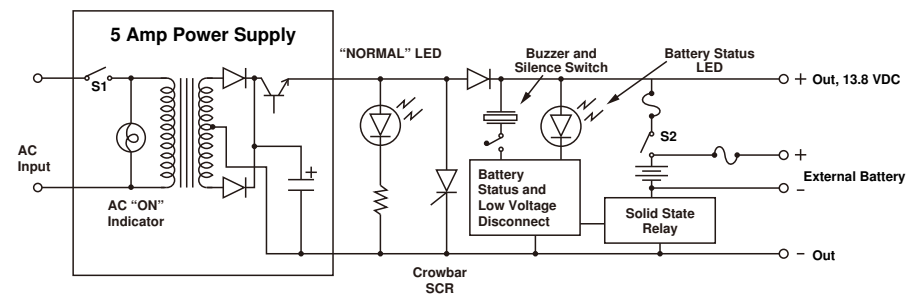 5 Amp Power Supply
S1
AC
Input
AC “ON”
Indicator
+
“NORMAL” LED
Crowbar
SCR
Buzzer and
Silence Switch
Battery Status
LED
Battery
Status and
Low Voltage
Disconnect
S2
Solid State
Relay
+ Out, 13.8 VDC
+
External Battery
–
– Out